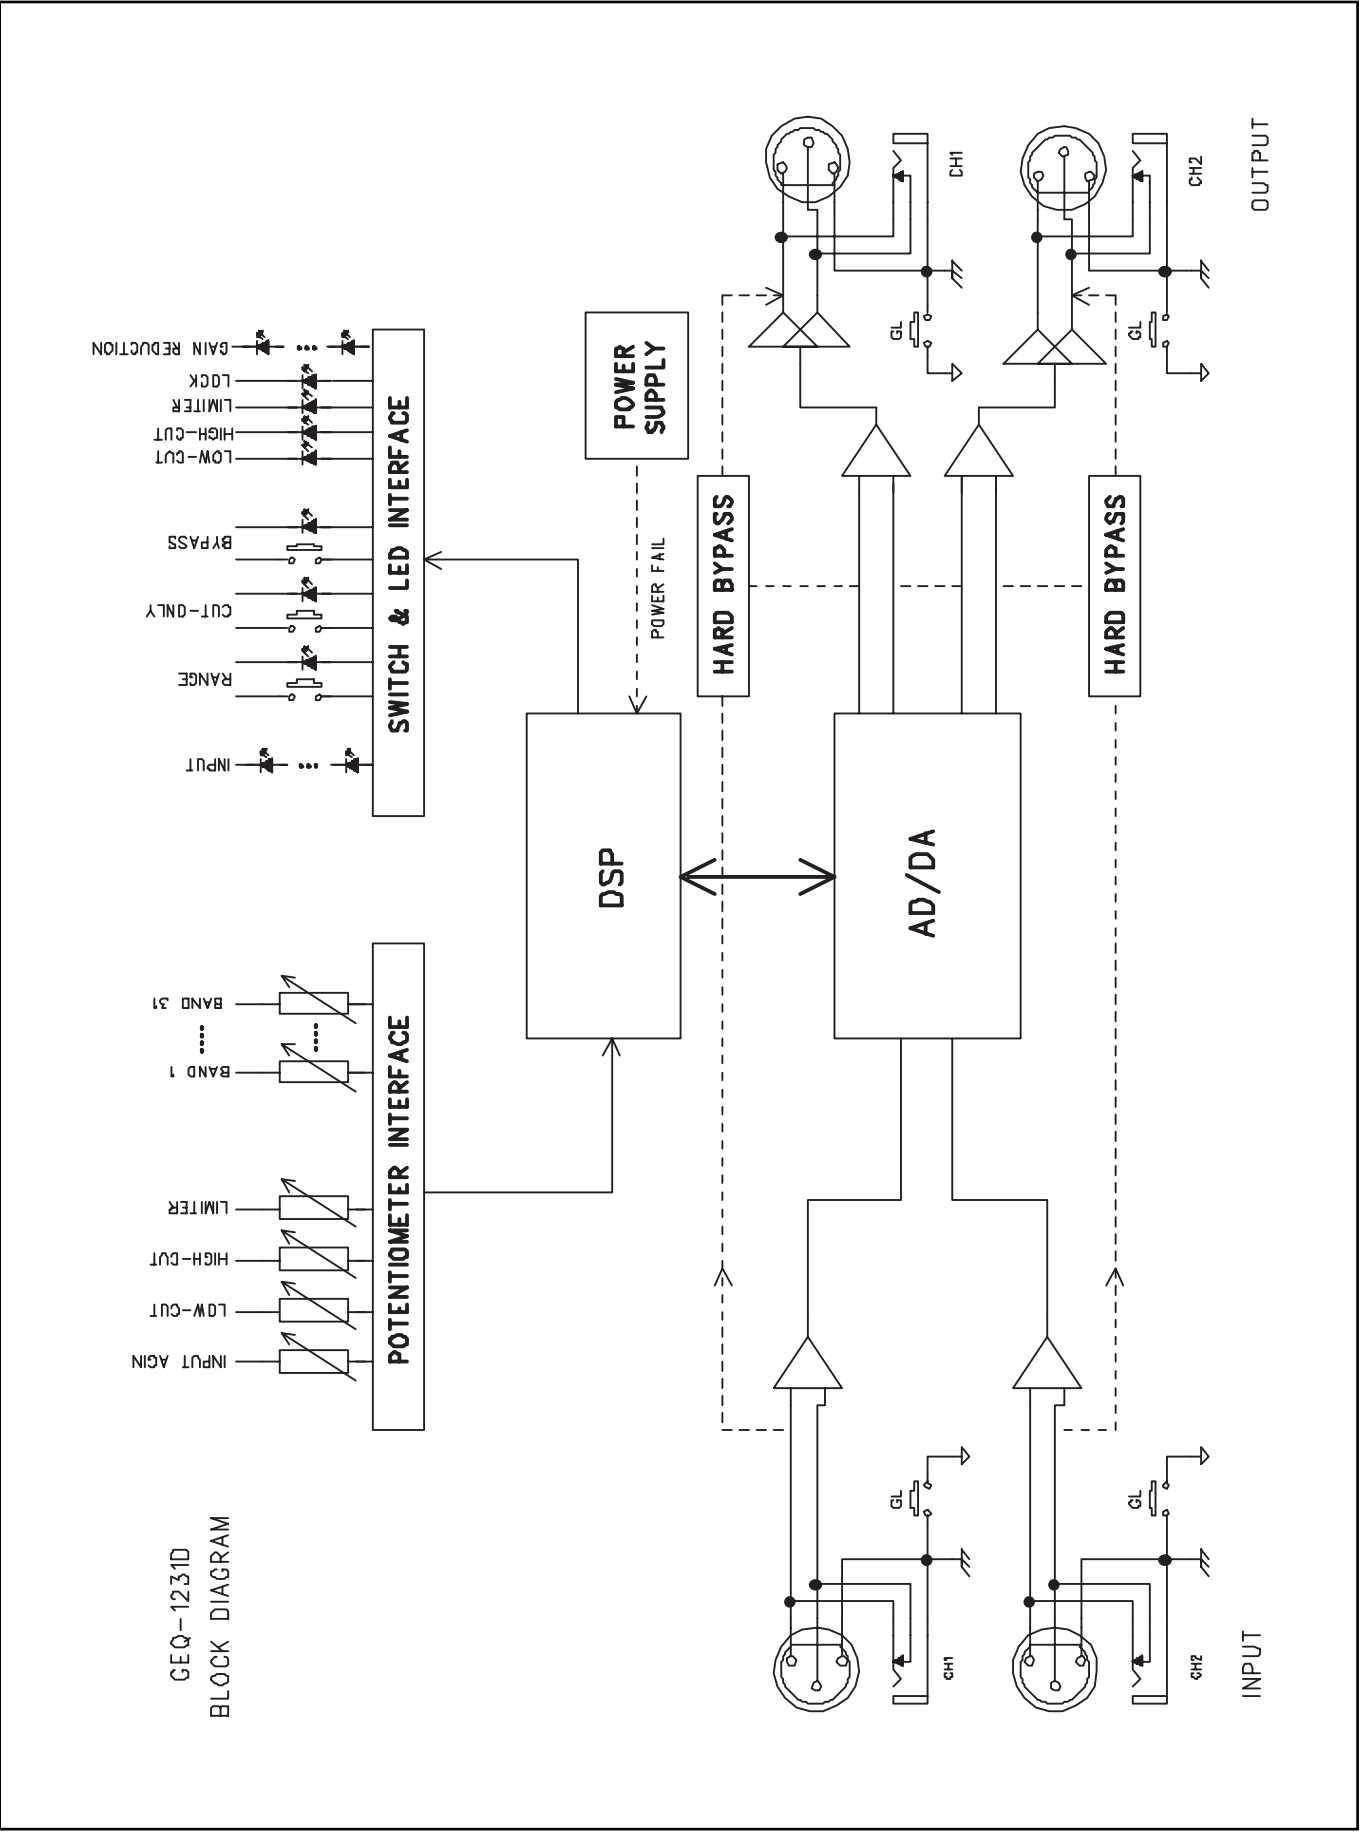 GEQ-1231D
BLOCK DIAGRAM
INPUT AGIN
LOW-CUT
HIGH-CUT
LIMITER
BAND 1
BAND 31
POTENTIOMETER INTERFACE
INPUT
RANGE
CUT-ONLY
BYPASS
LOW-CUT
HIGH-CUT
LIMITER
LOCK
GAIN REDUCTION
SWITCH & LED INTERFACE
DSP
POWER FAIL
POWER
SUPPLY
HARD BYPASS
AD/DA
HARD BYPASS
GL
CH1
GL
CH2
INPUT
GL
CH1
GL
CH2
OUTPUT